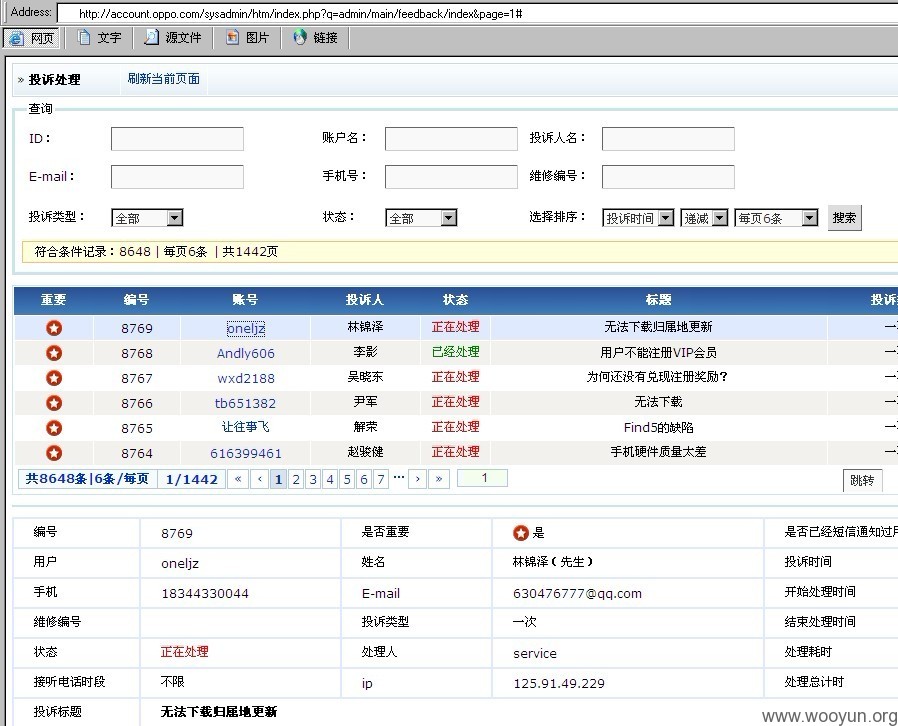 Address: http://account.oppo.com/sysadmin/htm/index.php?q=admin/main/feedback/index&page=1#
网页 文字 源文件 图片 链接
» 投诉处理 刷新当前页面
查询
ID： 账户名： 投诉人名：
E-mail： 手机号： 维修编号：
投诉类型： 全部 状态： 全部 选择排序： 投诉时间 递减 每页6条 搜索
符合条件记录：8648 | 每页6条 | 共1442页
重要 编号 账号 投诉人 状态 标题 投诉
8769 oneljz 林锦泽 正在处理 无法下载归属地更新 一
8768 Andly606 李影 已经处理 用户不能注册VIP会员 一
8767 wxd2188 吴晓东 正在处理 为何还没有兑现注册奖励? 一
8766 tb651382 尹军 正在处理 无法下载 一
8765 让往事飞 解荣 正在处理 Find5的缺陷 一
8764 616399461 赵骏健 正在处理 手机硬件质量太差 一
共8648条|6条/每页 1/1442 « ‹ 1 2 3 4 5 6 7 ··· › » 1 跳转
编号 8769 是否重要 是 是否已经短信通知过用
用户 oneljz 姓名 林锦泽 ( 先生 ) 投诉时间
手机 18344330044 E-mail 630476777@qq.com 开始处理时间
维修编号 投诉类型 一次 结束处理时间
状态 正在处理 处理人 service 处理耗时
接听电话时段 不限 ip 125.91.49.229 处理总计时
投诉标题 无法下载归属地更新
www.wooyun.org